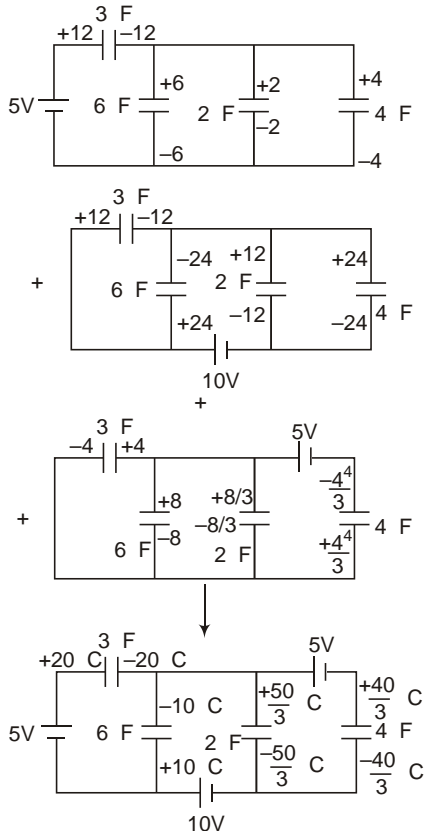 3 F
+12 –12
+6 +2 +4
5V 6 F 2 F 4 F
–2
–6 –4
3 F
+12 –12
–24 +12 +24
+ 6 F 2 F
+24 –12 –24 4 F
10V
+
3 F 5V
–4 +4
+8 +8/3 –4⁴/3
+ –8/3 4 F
6 F –8 2 F +4⁴/3
3 F 5V
+20 C –20 C
–10 C +50/3 C +40/3 C
5V 6 F 2 F 4 F
+10 C –50/3 C –40/3 C
10V